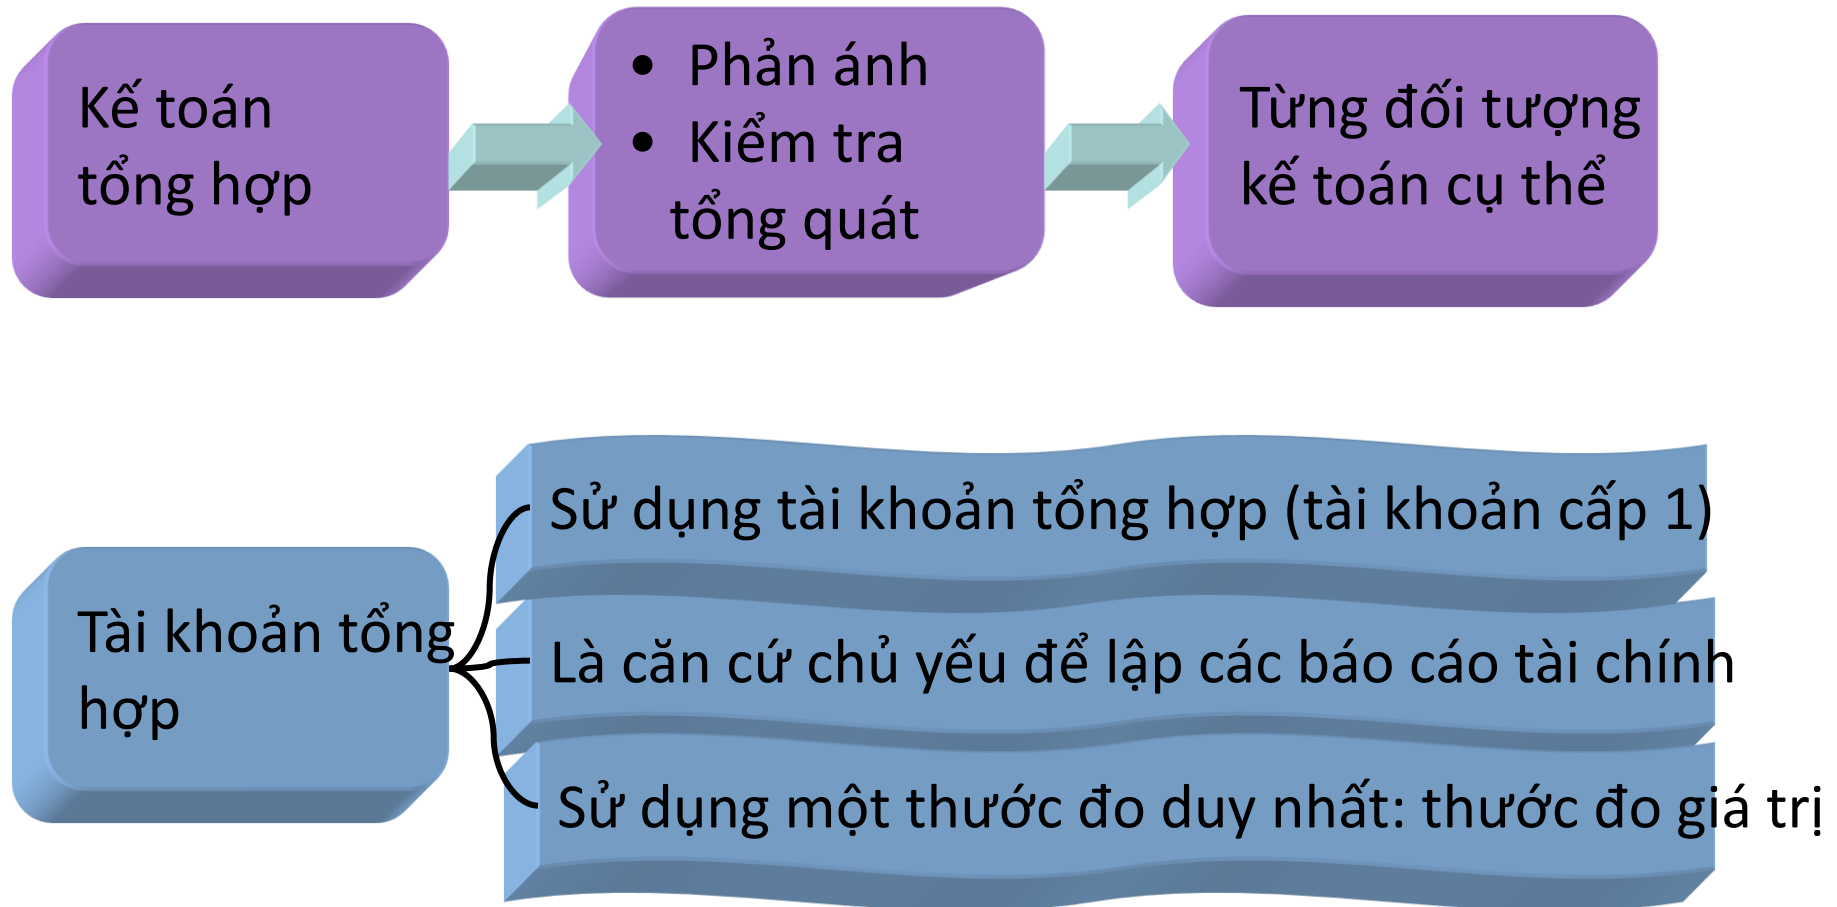 Kế toán
tổng hợp
• Phản ánh
• Kiểm tra
tổng quát
Từng đối tượng
kế toán cụ thể
Tài khoản tổng
hợp
Sử dụng tài khoản tổng hợp (tài khoản cấp 1)
Là căn cứ chủ yếu để lập các báo cáo tài chính
Sử dụng một thước đo duy nhất: thước đo giá trị